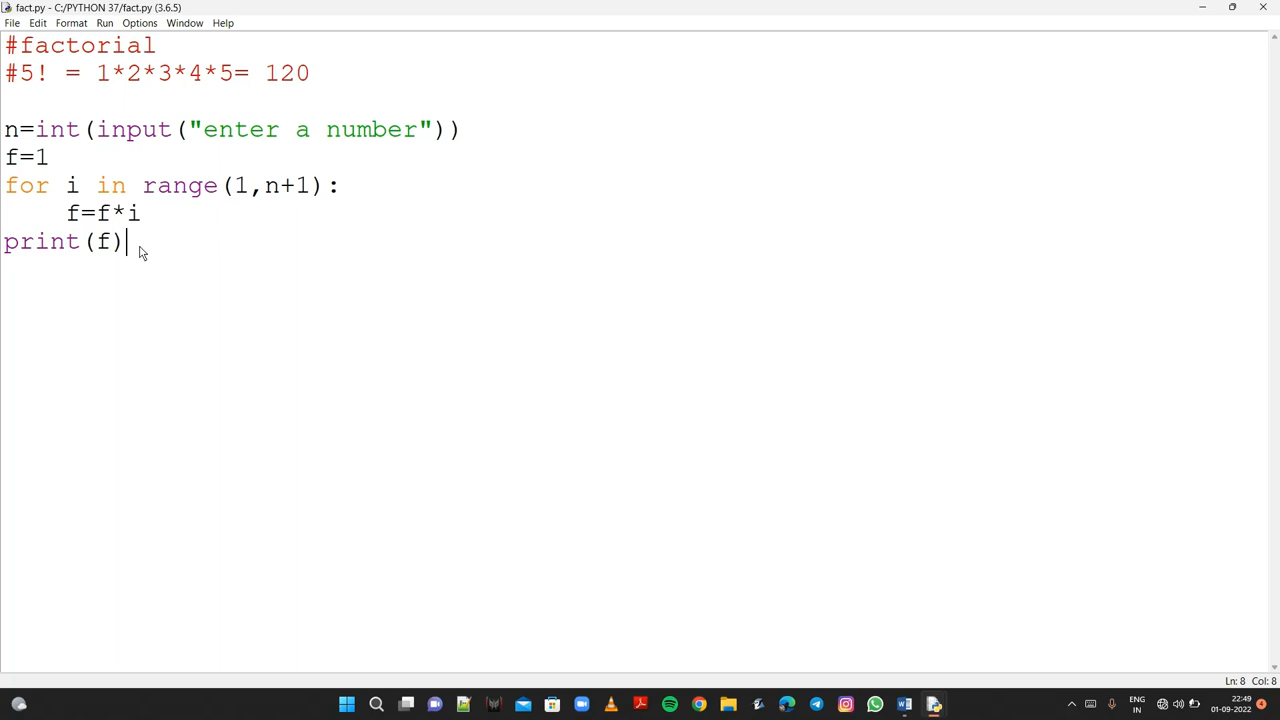 fact.py - C:/PYTHON 37/fact.py (3.6.5)
File Edit Format Run Options Window Help
#factorial
#5! = 1*2*3*4*5= 120
n=int(input("enter a number"))
f=1
for i in range(1,n+1):
f=f*i
print(f)
Ln: 8 Col: 8
ENG
IN
22:49
01-09-2022
4